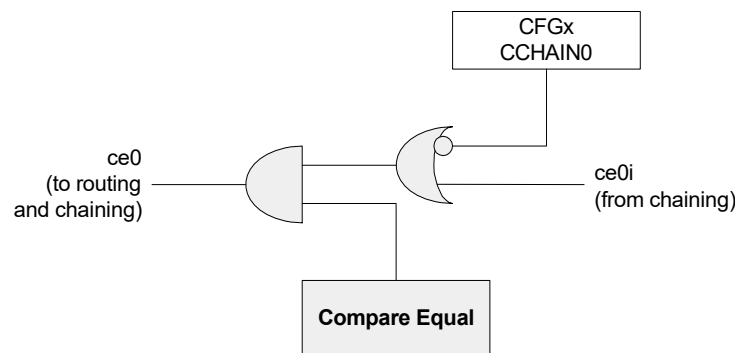 CFGx
CCHAIN0
ce0
(to routing
and chaining)
ce0i
(from chaining)
Compare Equal